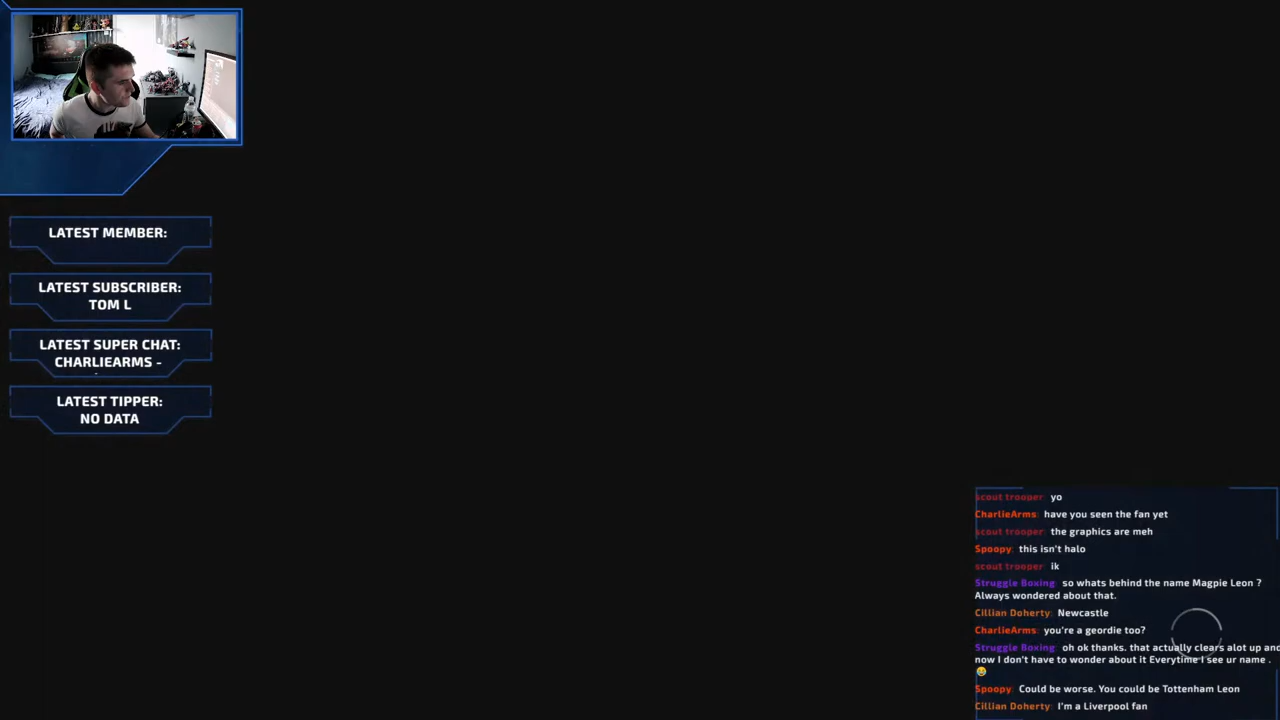 LATEST MEMBER:
LATEST SUBSCRIBER:
TOM L
LATEST SUPER CHAT:
CHARLIEARMS -
LATEST TIPPER:
NO DATA
scout trooper: yo
CharlieArms: have you seen the fan yet
scout trooper: the graphics are meh
Spoopy: this isn't halo
scout trooper: ik
Struggle Boxing: so whats behind the name Magpie Leon ?
Always wondered about that.
Cillian Doherty: Newcastle
CharlieArms: you're a geordie too?
Struggle Boxing: oh ok thanks. that actually clears alot up and
now I don't have to wonder about it Everytime I see ur name .
😢
Spoopy: Could be worse. You could be Tottenham Leon
Cillian Doherty: I'm a Liverpool fan